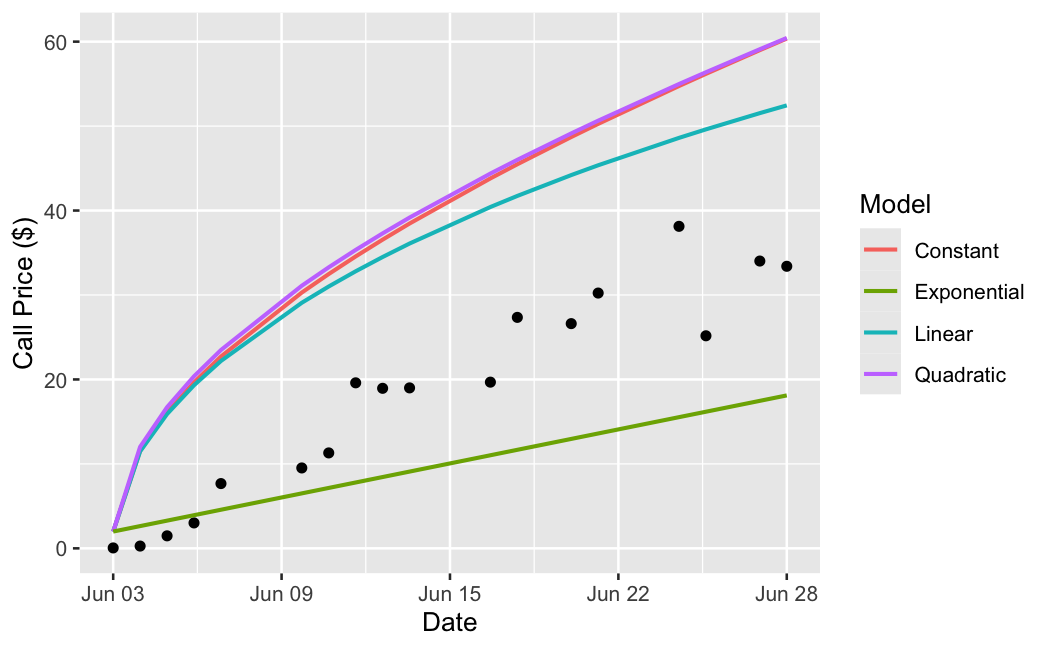 Call Price ($)
60
40
20
0
Jun 03 Jun 09 Jun 15 Jun 22 Jun 28
Date
Model
Constant
Exponential
Linear
Quadratic